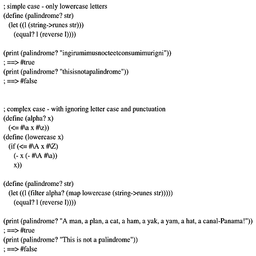 ; simple case - only lowercase letters
(define (palindrome? str)
(let ((l (string->runes str)))
(equal? l (reverse l))))
(print (palindrome? "ingirumimusnocteetconsumimurigni"))
; ==> #true
(print (palindrome? "thisisnotapalindrome"))
; ==> #false
; complex case - with ignoring letter case and punctuation
(define (alpha? x)
(<= #\a x #\z))
(define (lowercase x)
(if (<= #\A x #\Z)
(- x (- #\A #\a))
x))
(define (palindrome? str)
(let ((l (filter alpha? (map lowercase (string->runes str)))))
(equal? l (reverse l))))
(print (palindrome? "A man, a plan, a cat, a ham, a yak, a yam, a hat, a canal-Panama!"))
; ==> #true
(print (palindrome? "This is not a palindrome"))
; ==> #false